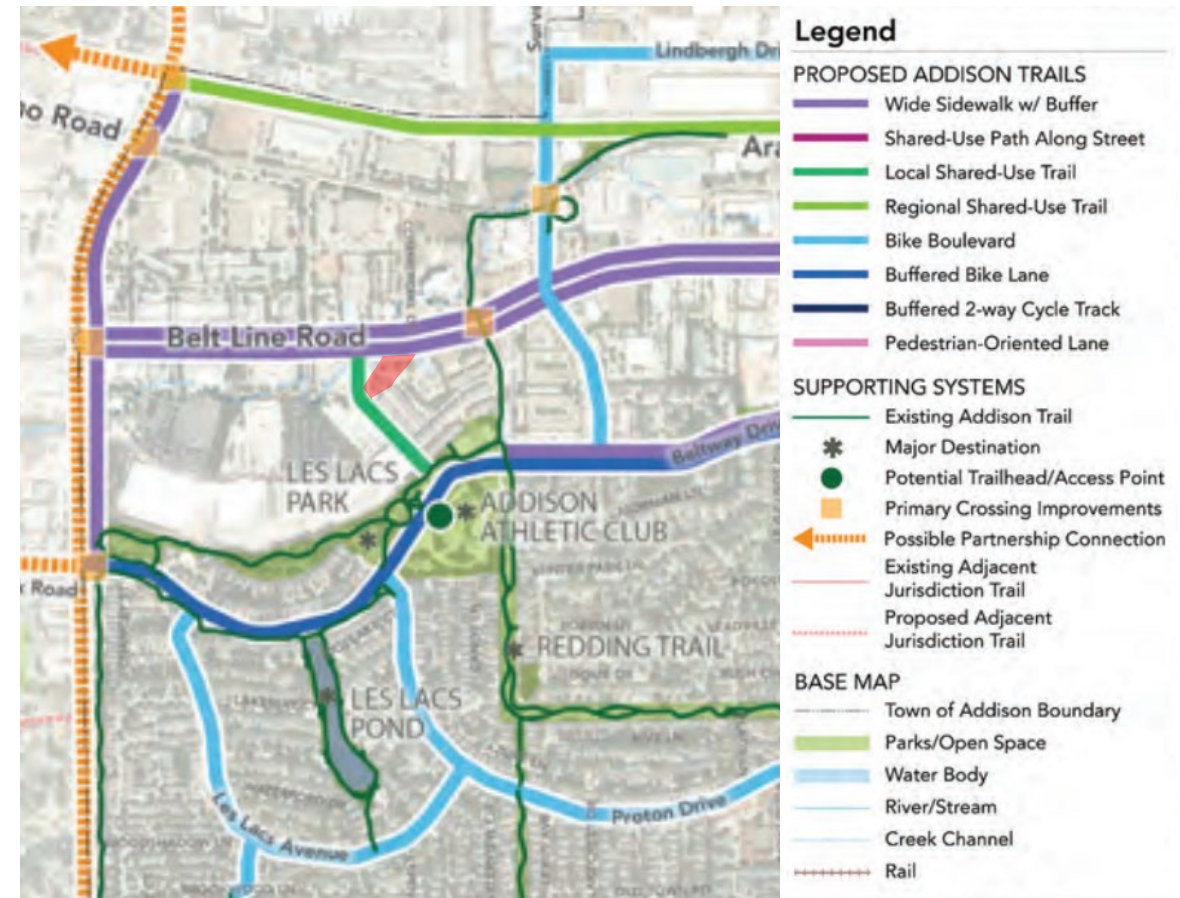 Lindbergh Dri
o Road
Belt Line Road
Beltway Driv
LES LACS
PARK
ADDISON
ATHLETIC CLUB
Road
REDDING TRAIL
LES LACS
POND
Proton Drive
Les Lacs Avenue
Legend
PROPOSED ADDISON TRAILS
Wide Sidewalk w/ Buffer
Shared-Use Path Along Street
Local Shared-Use Trail
Regional Shared-Use Trail
Bike Boulevard
Buffered Bike Lane
Buffered 2-way Cycle Track
Pedestrian-Oriented Lane
SUPPORTING SYSTEMS
Existing Addison Trail
Major Destination
Potential Trailhead/Access Point
Primary Crossing Improvements
Possible Partnership Connection
Existing Adjacent
Jurisdiction Trail
Proposed Adjacent
Jurisdiction Trail
BASE MAP
Town of Addison Boundary
Parks/Open Space
Water Body
River/Stream
Creek Channel
Rail